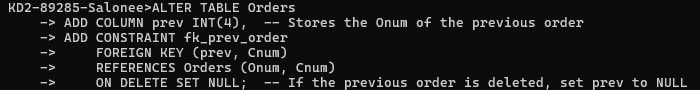 KD2-89285-Salonee>ALTER TABLE Orders
    -> ADD COLUMN prev INT(4),  -- Stores the Onum of the previous order
    -> ADD CONSTRAINT fk_prev_order
    ->     FOREIGN KEY (prev, Cnum)
    ->     REFERENCES Orders (Onum, Cnum)
    ->     ON DELETE SET NULL;  -- If the previous order is deleted, set prev to NULL